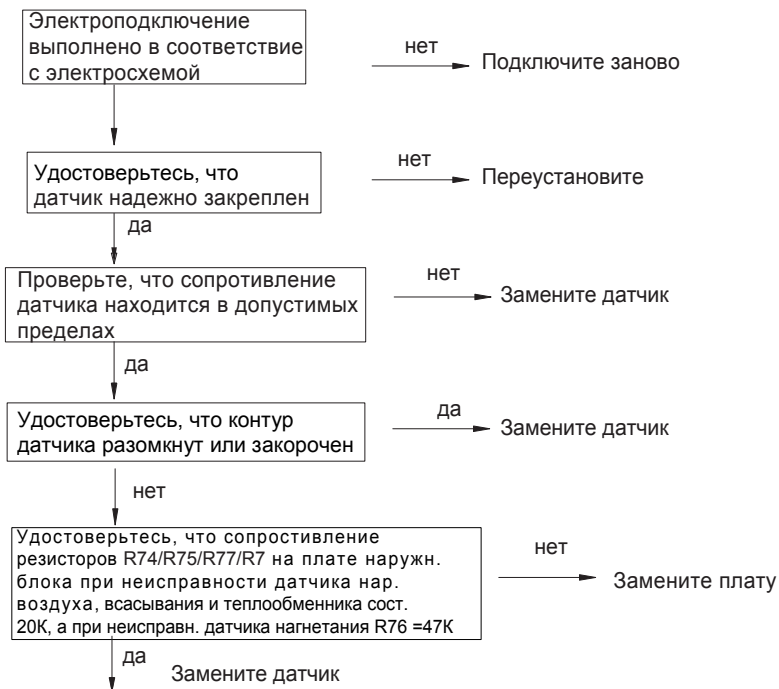 Электроподключение
выполнено в соответствие
с электросхемой
нет
Подключите заново
Удостоверьтесь, что
датчик надежно закреплен
нет
Переустановите
да
Проверьте, что сопротивление
датчика находится в допустимых
пределах
нет
Замените датчик
да
Удостоверьтесь, что контур
датчика разомкнут или закорочен
да
Замените датчик
нет
Удостоверьтесь, что сопростивление
резисторов R74/R75/R77/R7 на плате наружн.
блока при неисправности датчика нар.
воздуха, всасывания и теплообменника сост.
20К, а при неисправн. датчика нагнетания R76 =47К
нет
Замените плату
да
Замените датчик